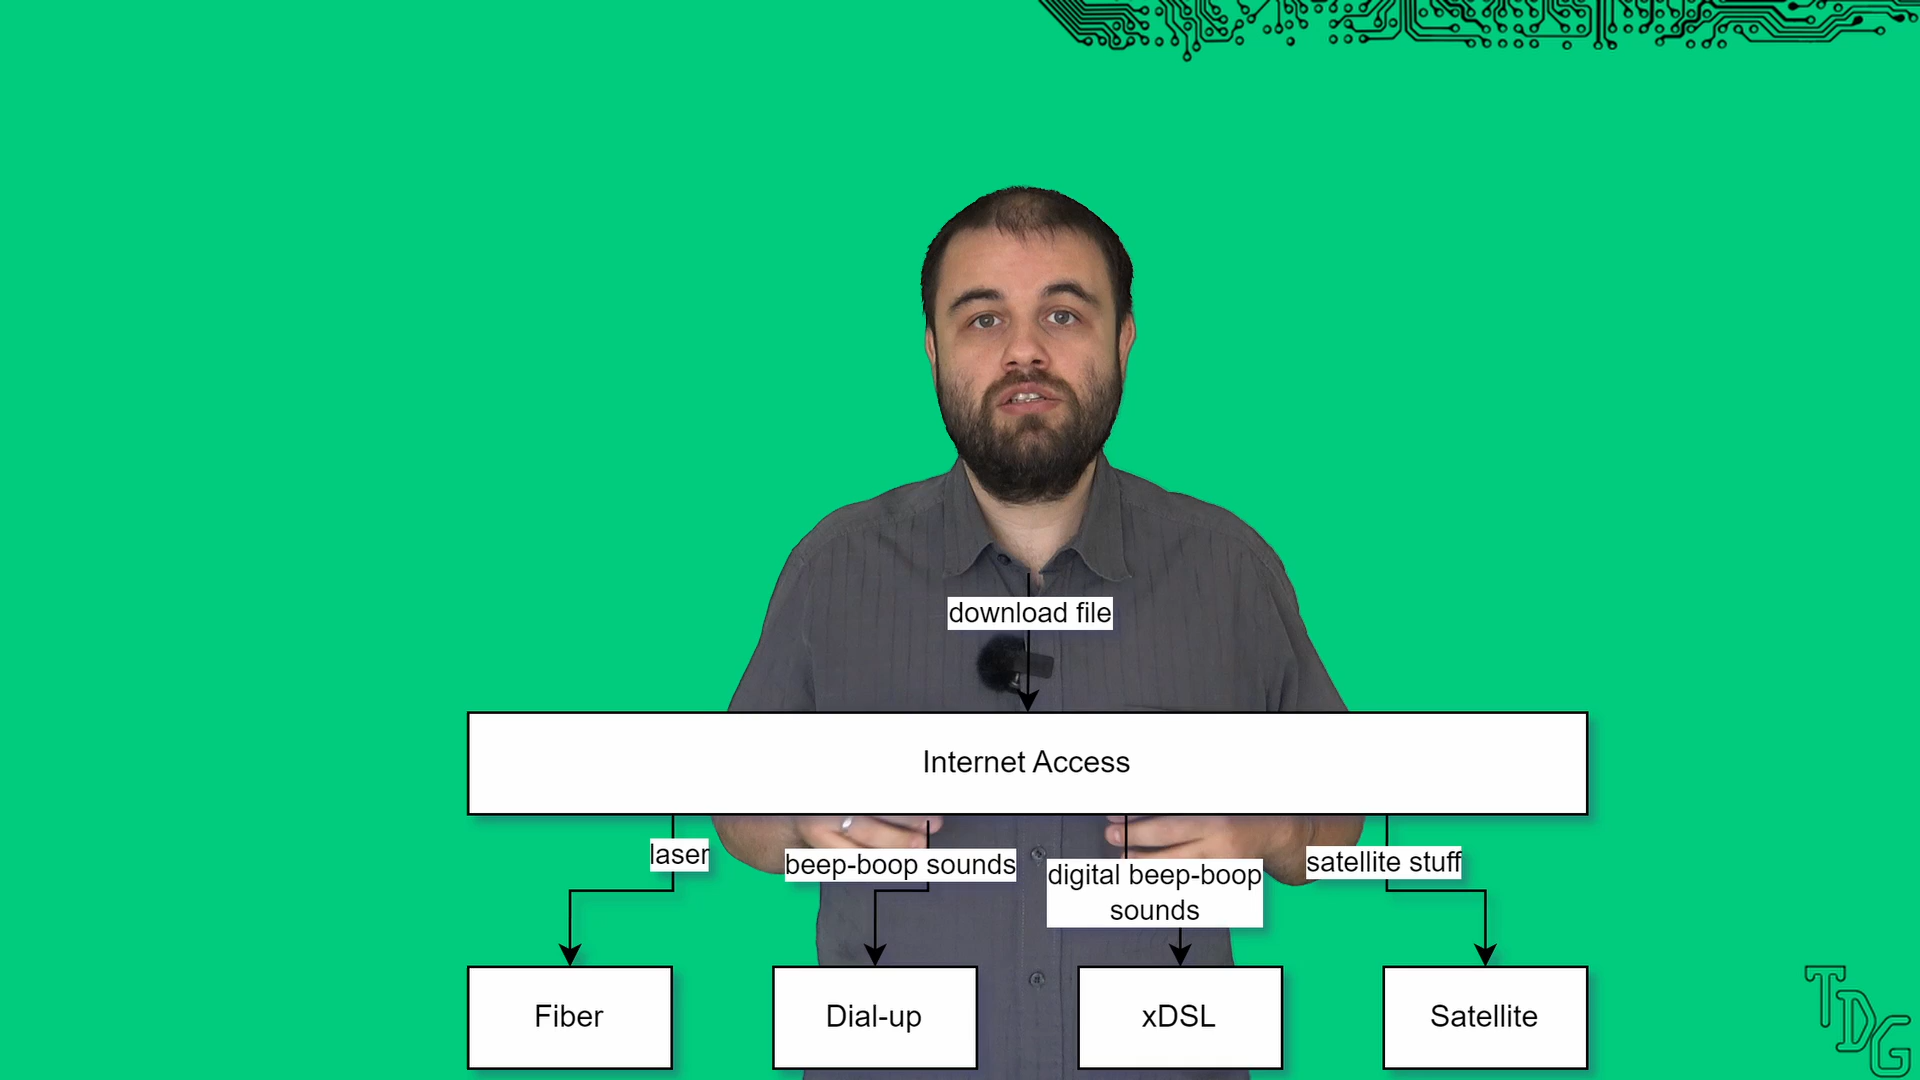 download file
Internet Access
laser
beep-boop sounds
digital beep-boop
sounds
satellite stuff
Fiber
Dial-up
xDSL
Satellite
TDG